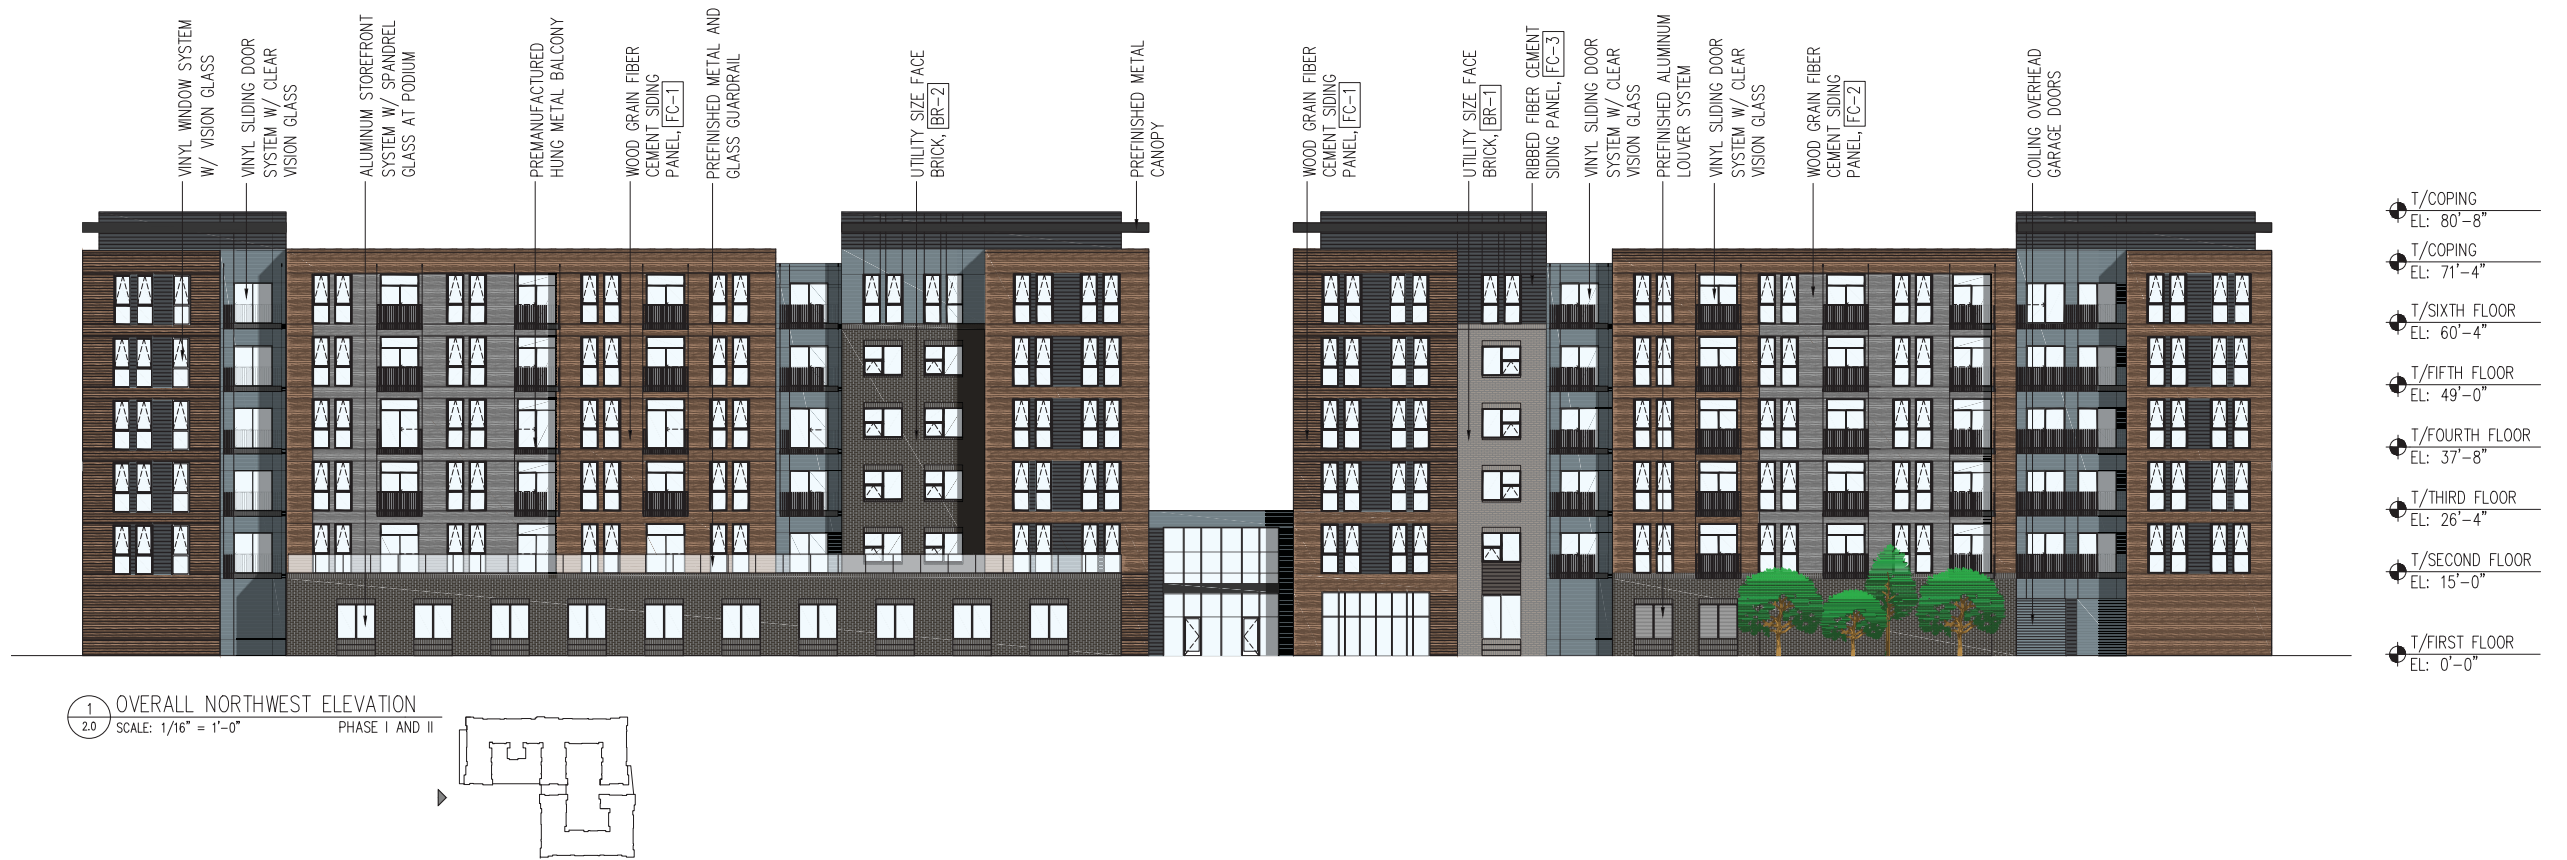 VINYL WINDOW SYSTEM
W/ VISION GLASS
VINYL SLIDING DOOR
SYSTEM W/ CLEAR
VISION GLASS
ALUMINUM STOREFRONT
SYSTEM W/ SPANDREL
GLASS AT PODIUM
PREMANUFACTURED
HUNG METAL BALCONY
WOOD GRAIN FIBER
CEMENT SIDING
PANEL, FC-1
PREFINISHED METAL AND
GLASS GUARDRAIL
UTILITY SIZE FACE
BRICK, BR-2
PREFINISHED METAL
CANOPY
WOOD GRAIN FIBER
CEMENT SIDING
PANEL, FC-1
UTILITY SIZE FACE
BRICK, BR-1
RIBBED FIBER CEMENT
SIDING PANEL, FC-3
VINYL SLIDING DOOR
SYSTEM W/ CLEAR
VISION GLASS
PREFINISHED ALUMINUM
LOUVER SYSTEM
VINYL SLIDING DOOR
SYSTEM W/ CLEAR
VISION GLASS
WOOD GRAIN FIBER
CEMENT SIDING
PANEL, FC-2
COILING OVERHEAD
GARAGE DOORS
T/COPING
EL: 80'-8"
T/COPING
EL: 71'-4"
T/SIXTH FLOOR
EL: 60'-4"
T/FIFTH FLOOR
EL: 49'-0"
T/FOURTH FLOOR
EL: 37'-8"
T/THIRD FLOOR
EL: 26'-4"
T/SECOND FLOOR
EL: 15'-0"
T/FIRST FLOOR
EL: 0'-0"
1 OVERALL NORTHWEST ELEVATION
2.0 SCALE: 1/16" = 1'-0" PHASE I AND II